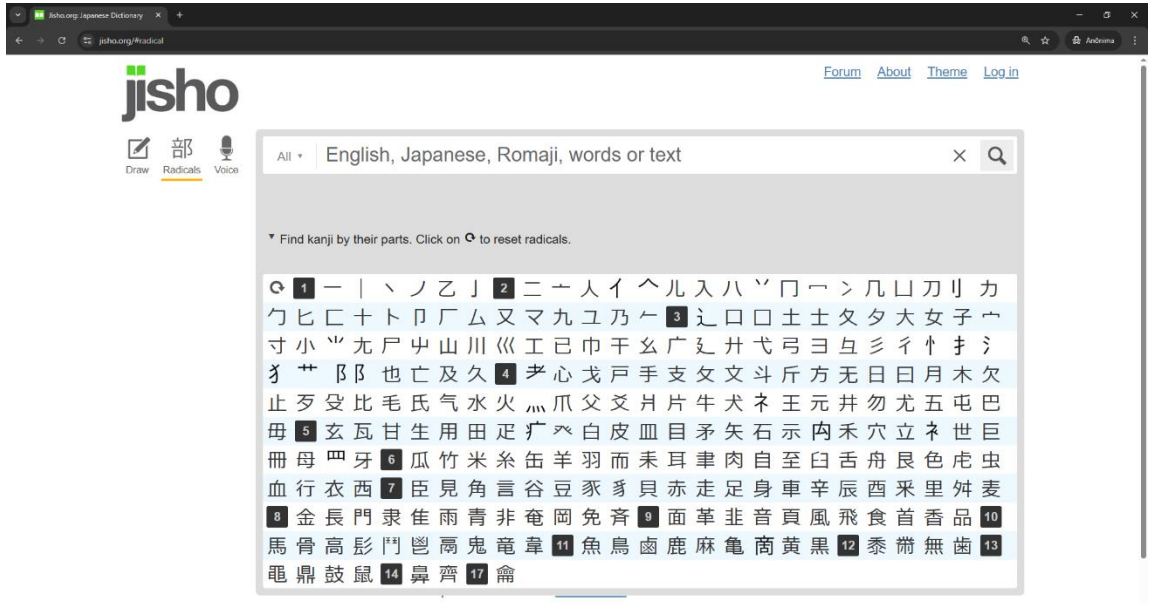 Jisho.org: Japanese Dictionary
jisho.org/#radical
Anônima
Forum About Theme Log in
jisho
部
Draw Radicals Voice
All English, Japanese, Romaji, words or text
Find kanji by their parts. Click on to reset radicals.
1 一 | 丶 ノ 乙 亅 2 二 亠 人 亻 𠆢 儿 入 八 丷 冂 冖 冫 几 凵 刀 刂 力
勹 匕 匚 十 卜 卩 厂 厶 又 マ 九 ユ 乃 𠂉 3 辶 口 囗 土 士 夂 夕 大 女 子 宀
寸 小 ⺌ 尢 尸 屮 山 川 巛 工 已 巾 干 幺 广 廴 廾 弋 弓 ヨ 彑 彡 彳 忄 扌 氵
犭 艹 阝 阝 也 亡 及 久 4 耂 心 戈 戸 手 支 攵 文 斗 斤 方 无 日 曰 月 木 欠
止 歹 殳 比 毛 氏 气 水 火 灬 爪 父 爻 爿 片 牛 犬 礻 王 元 井 勿 尤 五 屯 巴
毋 5 玄 瓦 甘 生 用 田 疋 疒 癶 白 皮 皿 目 矛 矢 石 示 禸 禾 穴 立 衤 世 巨
冊 母 罒 牙 6 瓜 竹 米 糸 缶 羊 羽 而 耒 耳 聿 肉 自 至 臼 舌 舟 艮 色 虍 虫
血 行 衣 西 7 臣 見 角 言 谷 豆 豕 豸 貝 赤 走 足 身 車 辛 辰 酉 釆 里 舛 麦
8 金 長 門 隶 隹 雨 青 非 奄 岡 免 斉 9 面 革 韭 音 頁 風 飛 食 首 香 品 10
馬 骨 高 髟 鬥 鬯 鬲 鬼 竜 韋 11 魚 鳥 鹵 鹿 麻 亀 啇 黄 黒 12 黍 黹 無 歯 13
黽 鼎 鼓 鼠 14 鼻 齊 17 龠